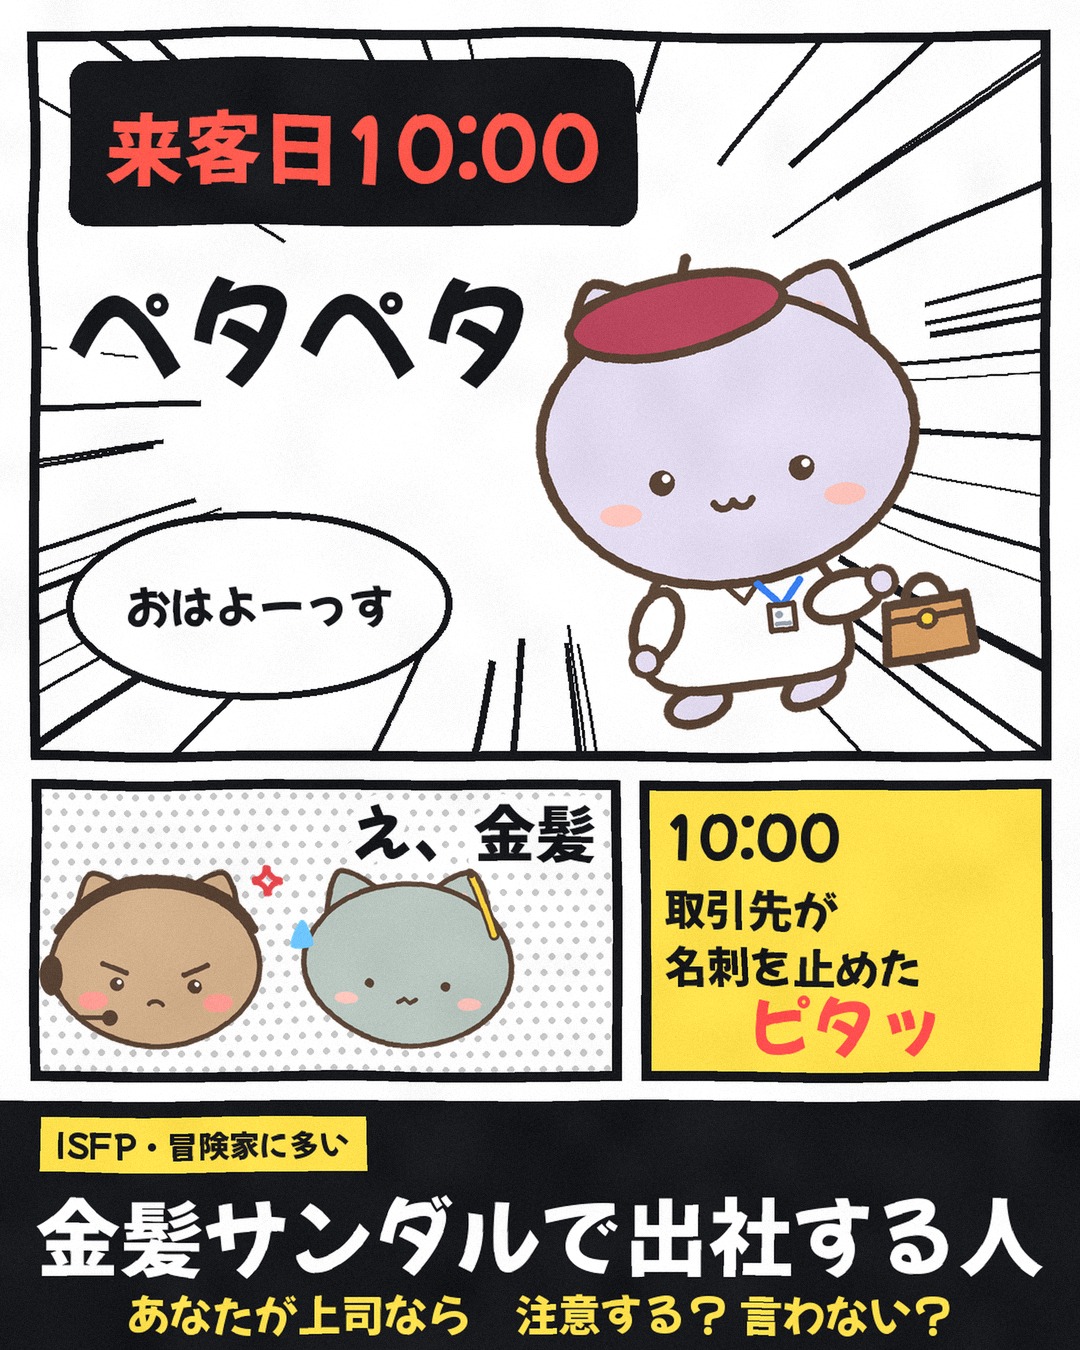 来客日10:00
ペタペタ
おはよーっす
え、金髪
10:00
取引先が
名刺を止めた
ピタッ
ISFP・冒険家に多い
金髪サンダルで出社する人
あなたが上司なら　注意する？言わない？